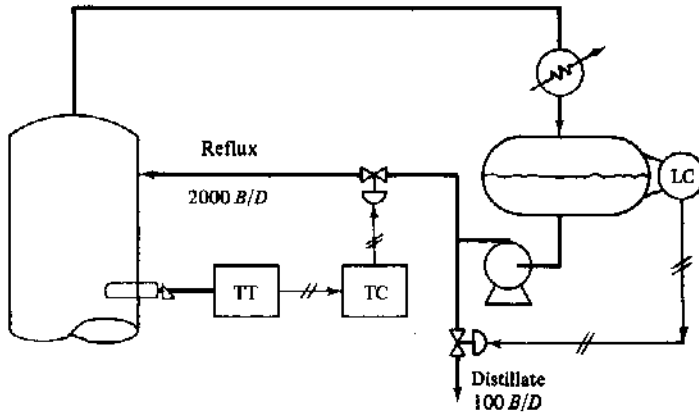 LC
Reflux
2000 B/D
TT
TC
Distillate
100 B/D